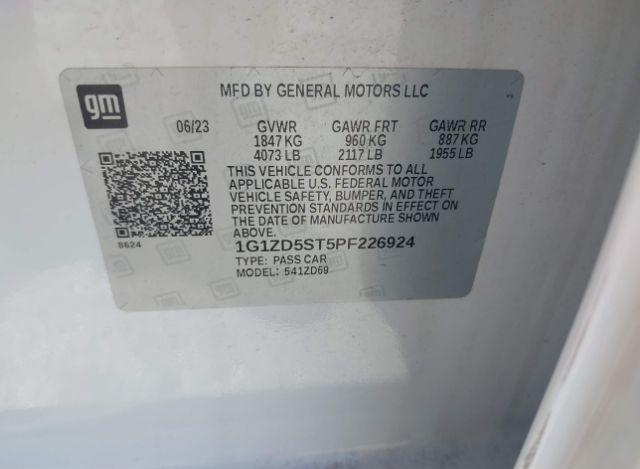 gm
MFD BY GENERAL MOTORS LLC
06/23 GVWR GAWR FRT GAWR RR
1847 KG 960 KG 887 KG
4073 LB 2117 LB 1955 LB
THIS VEHICLE CONFORMS TO ALL
APPLICABLE U.S. FEDERAL MOTOR
VEHICLE SAFETY, BUMPER, AND THEFT
PREVENTION STANDARDS IN EFFECT ON
THE DATE OF MANUFACTURE SHOWN
ABOVE.
8624
1G1ZD5ST5PF226924
TYPE: PASS CAR
MODEL: 541ZD69